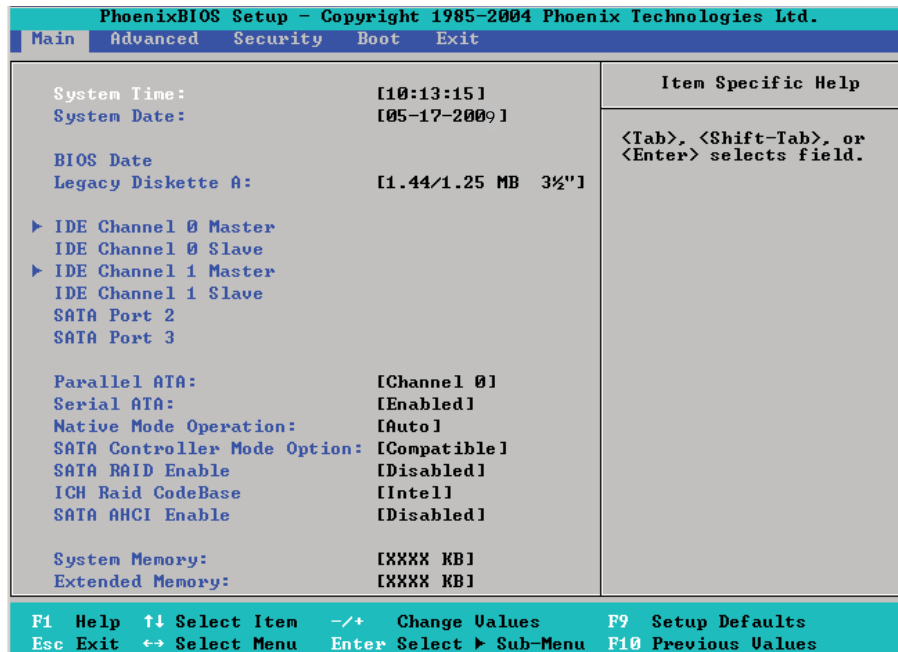 PhoenixBIOS Setup - Copyright 1985-2004 Phoenix Technologies Ltd.
Main Advanced Security Boot Exit
System Time: [10:13:15]
System Date: [05-17-2009]
BIOS Date
Legacy Diskette A: [1.44/1.25 MB 3½"]
▶ IDE Channel 0 Master
IDE Channel 0 Slave
▶ IDE Channel 1 Master
IDE Channel 1 Slave
SATA Port 2
SATA Port 3
Parallel ATA: [Channel 0]
Serial ATA: [Enabled]
Native Mode Operation: [Auto]
SATA Controller Mode Option: [Compatible]
SATA RAID Enable [Disabled]
ICH Raid CodeBase [Intel]
SATA AHCI Enable [Disabled]
System Memory: [XXXX KB]
Extended Memory: [XXXX KB]
Item Specific Help
<Tab>, <Shift-Tab>, or
<Enter> selects field.
F1 Help ↑↓ Select Item -/+ Change Values F9 Setup Defaults
Esc Exit ↔ Select Menu Enter Select ▶ Sub-Menu F10 Previous Values